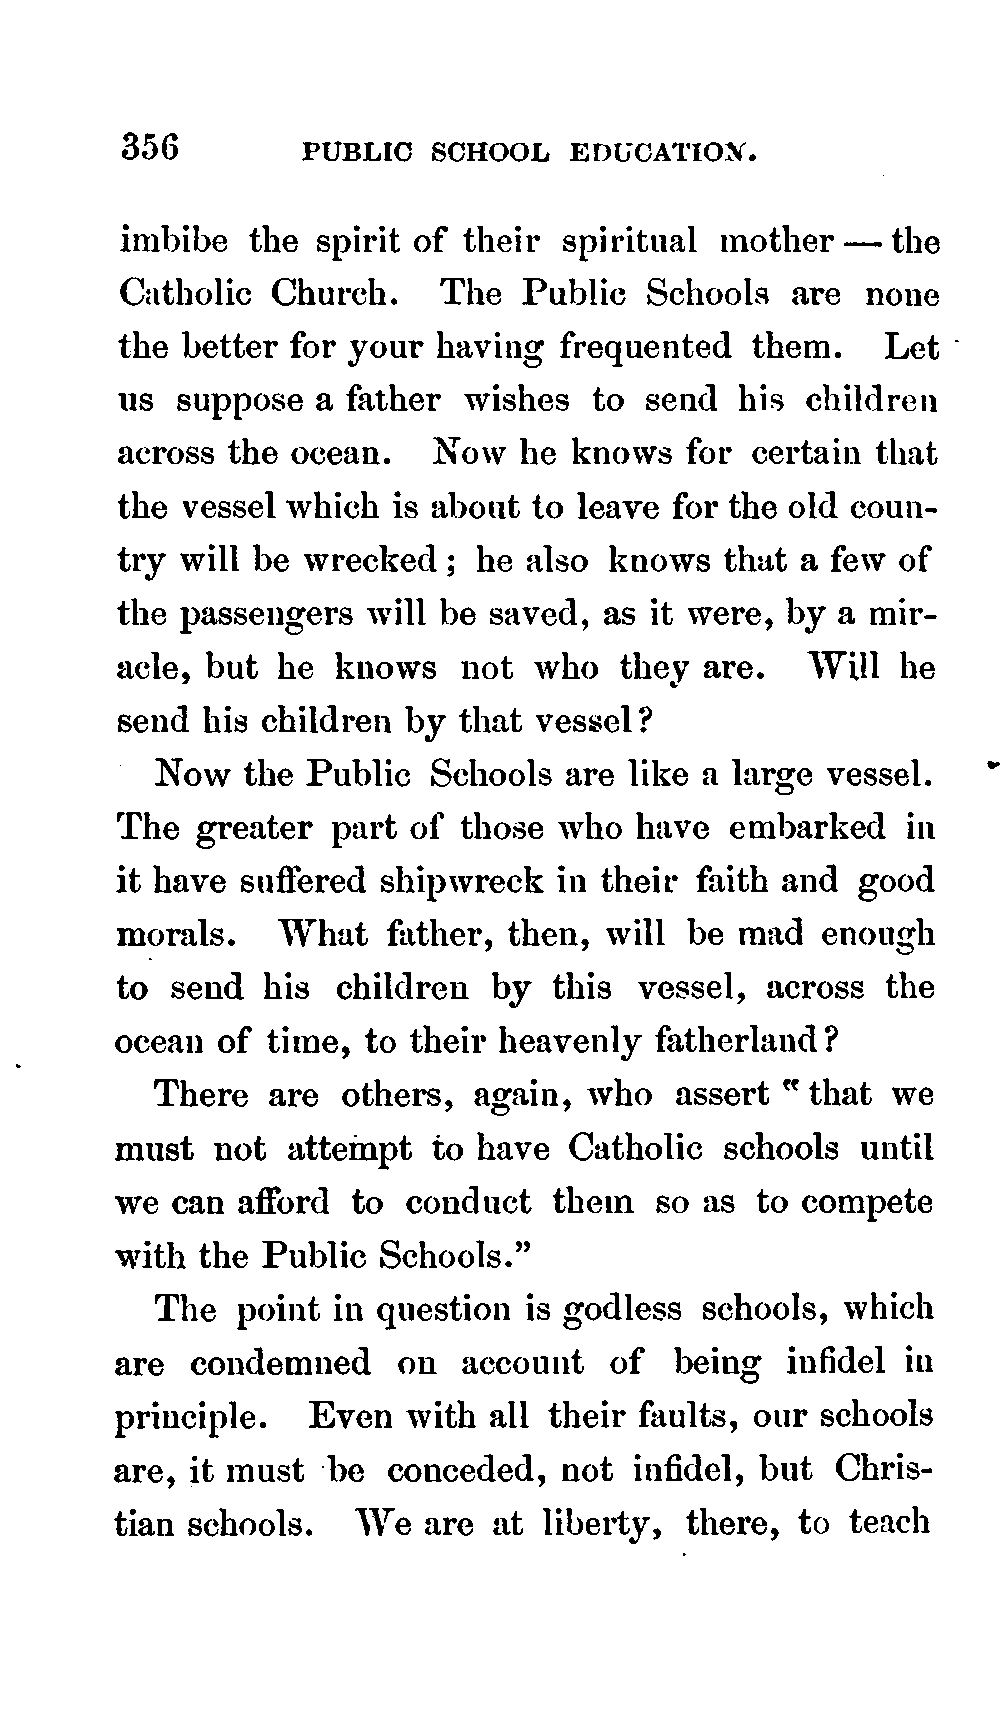 356 PUBLIC SCHOOL EDUCATION.
imbibe the spirit of their spiritual mother — the
Catholic Church. The Public Schools are none
the better for your having frequented them. Let
us suppose a father wishes to send his children
across the ocean. Now he knows for certain that
the vessel which is about to leave for the old coun-
try will be wrecked; he also knows that a few of
the passengers will be saved, as it were, by a mir-
acle, but he knows not who they are. Will he
send his children by that vessel?
Now the Public Schools are like a large vessel.
The greater part of those who have embarked in
it have suffered shipwreck in their faith and good
morals. What father, then, will be mad enough
to send his children by this vessel, across the
ocean of time, to their heavenly fatherland?
There are others, again, who assert "that we
must not attempt to have Catholic schools until
we can afford to conduct them so as to compete
with the Public Schools."
The point in question is godless schools, which
are condemned on account of being infidel in
principle. Even with all their faults, our schools
are, it must be conceded, not infidel, but Chris-
tian schools. We are at liberty, there, to teach